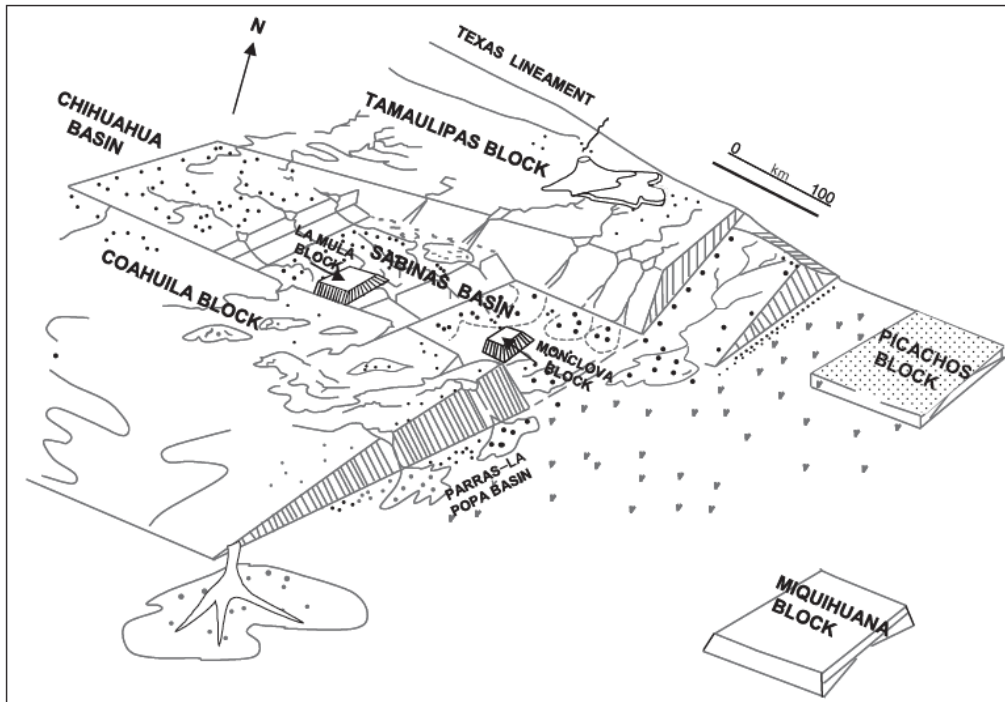 N
TEXAS LINEAMENT
CHIHUAHUA
BASIN
TAMAULIPAS BLOCK
0
km
100
LA MULA
BLOCK
SABINAS BASIN
COAHUILA BLOCK
MONCLOVA
BLOCK
PICACHOS
BLOCK
PARRAS–LA
POPA BASIN
MIQUIHUANA
BLOCK